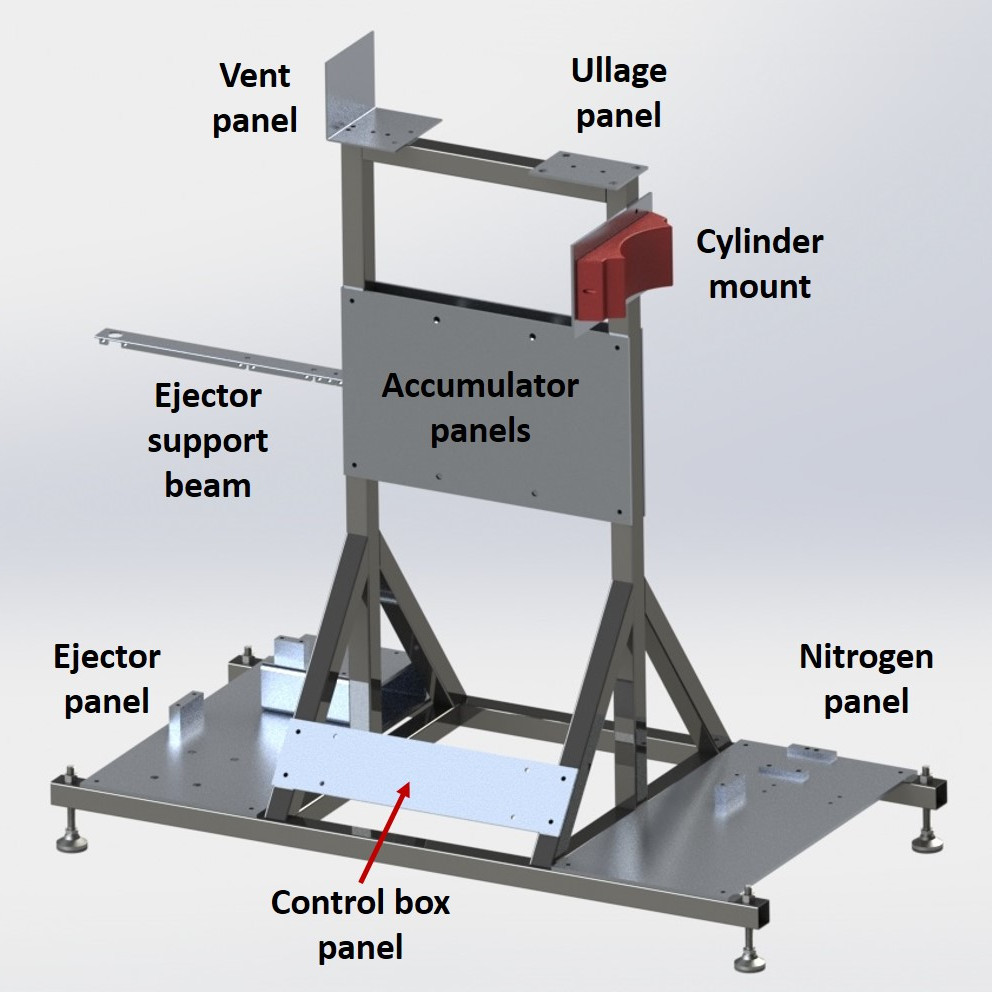 Vent
panel
Ullage
panel
Cylinder
mount
Accumulator
panels
Ejector
support
beam
Ejector
panel
Nitrogen
panel
Control box
panel